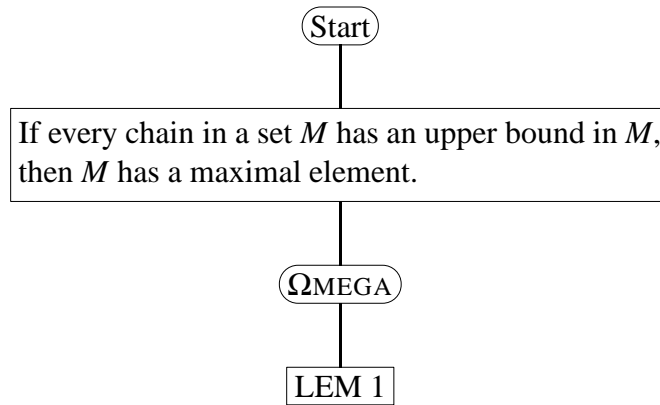 Start
If every chain in a set M has an upper bound in M,
then M has a maximal element.
ΩMEGA
LEM 1